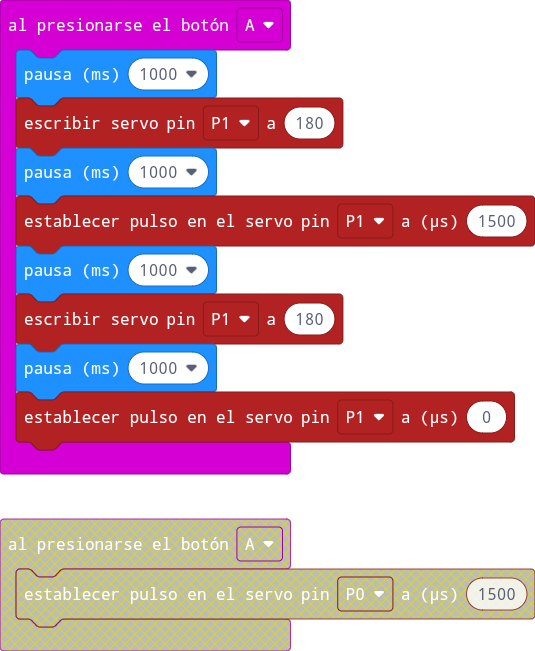 al presionarse el botón A
pausa (ms) 1000
escribir servo pin P1 a 180
pausa (ms) 1000
establecer pulso en el servo pin P1 a (µs) 1500
pausa (ms) 1000
escribir servo pin P1 a 180
pausa (ms) 1000
establecer pulso en el servo pin P1 a (µs) 0
al presionarse el botón A
establecer pulso en el servo pin P0 a (µs) 1500